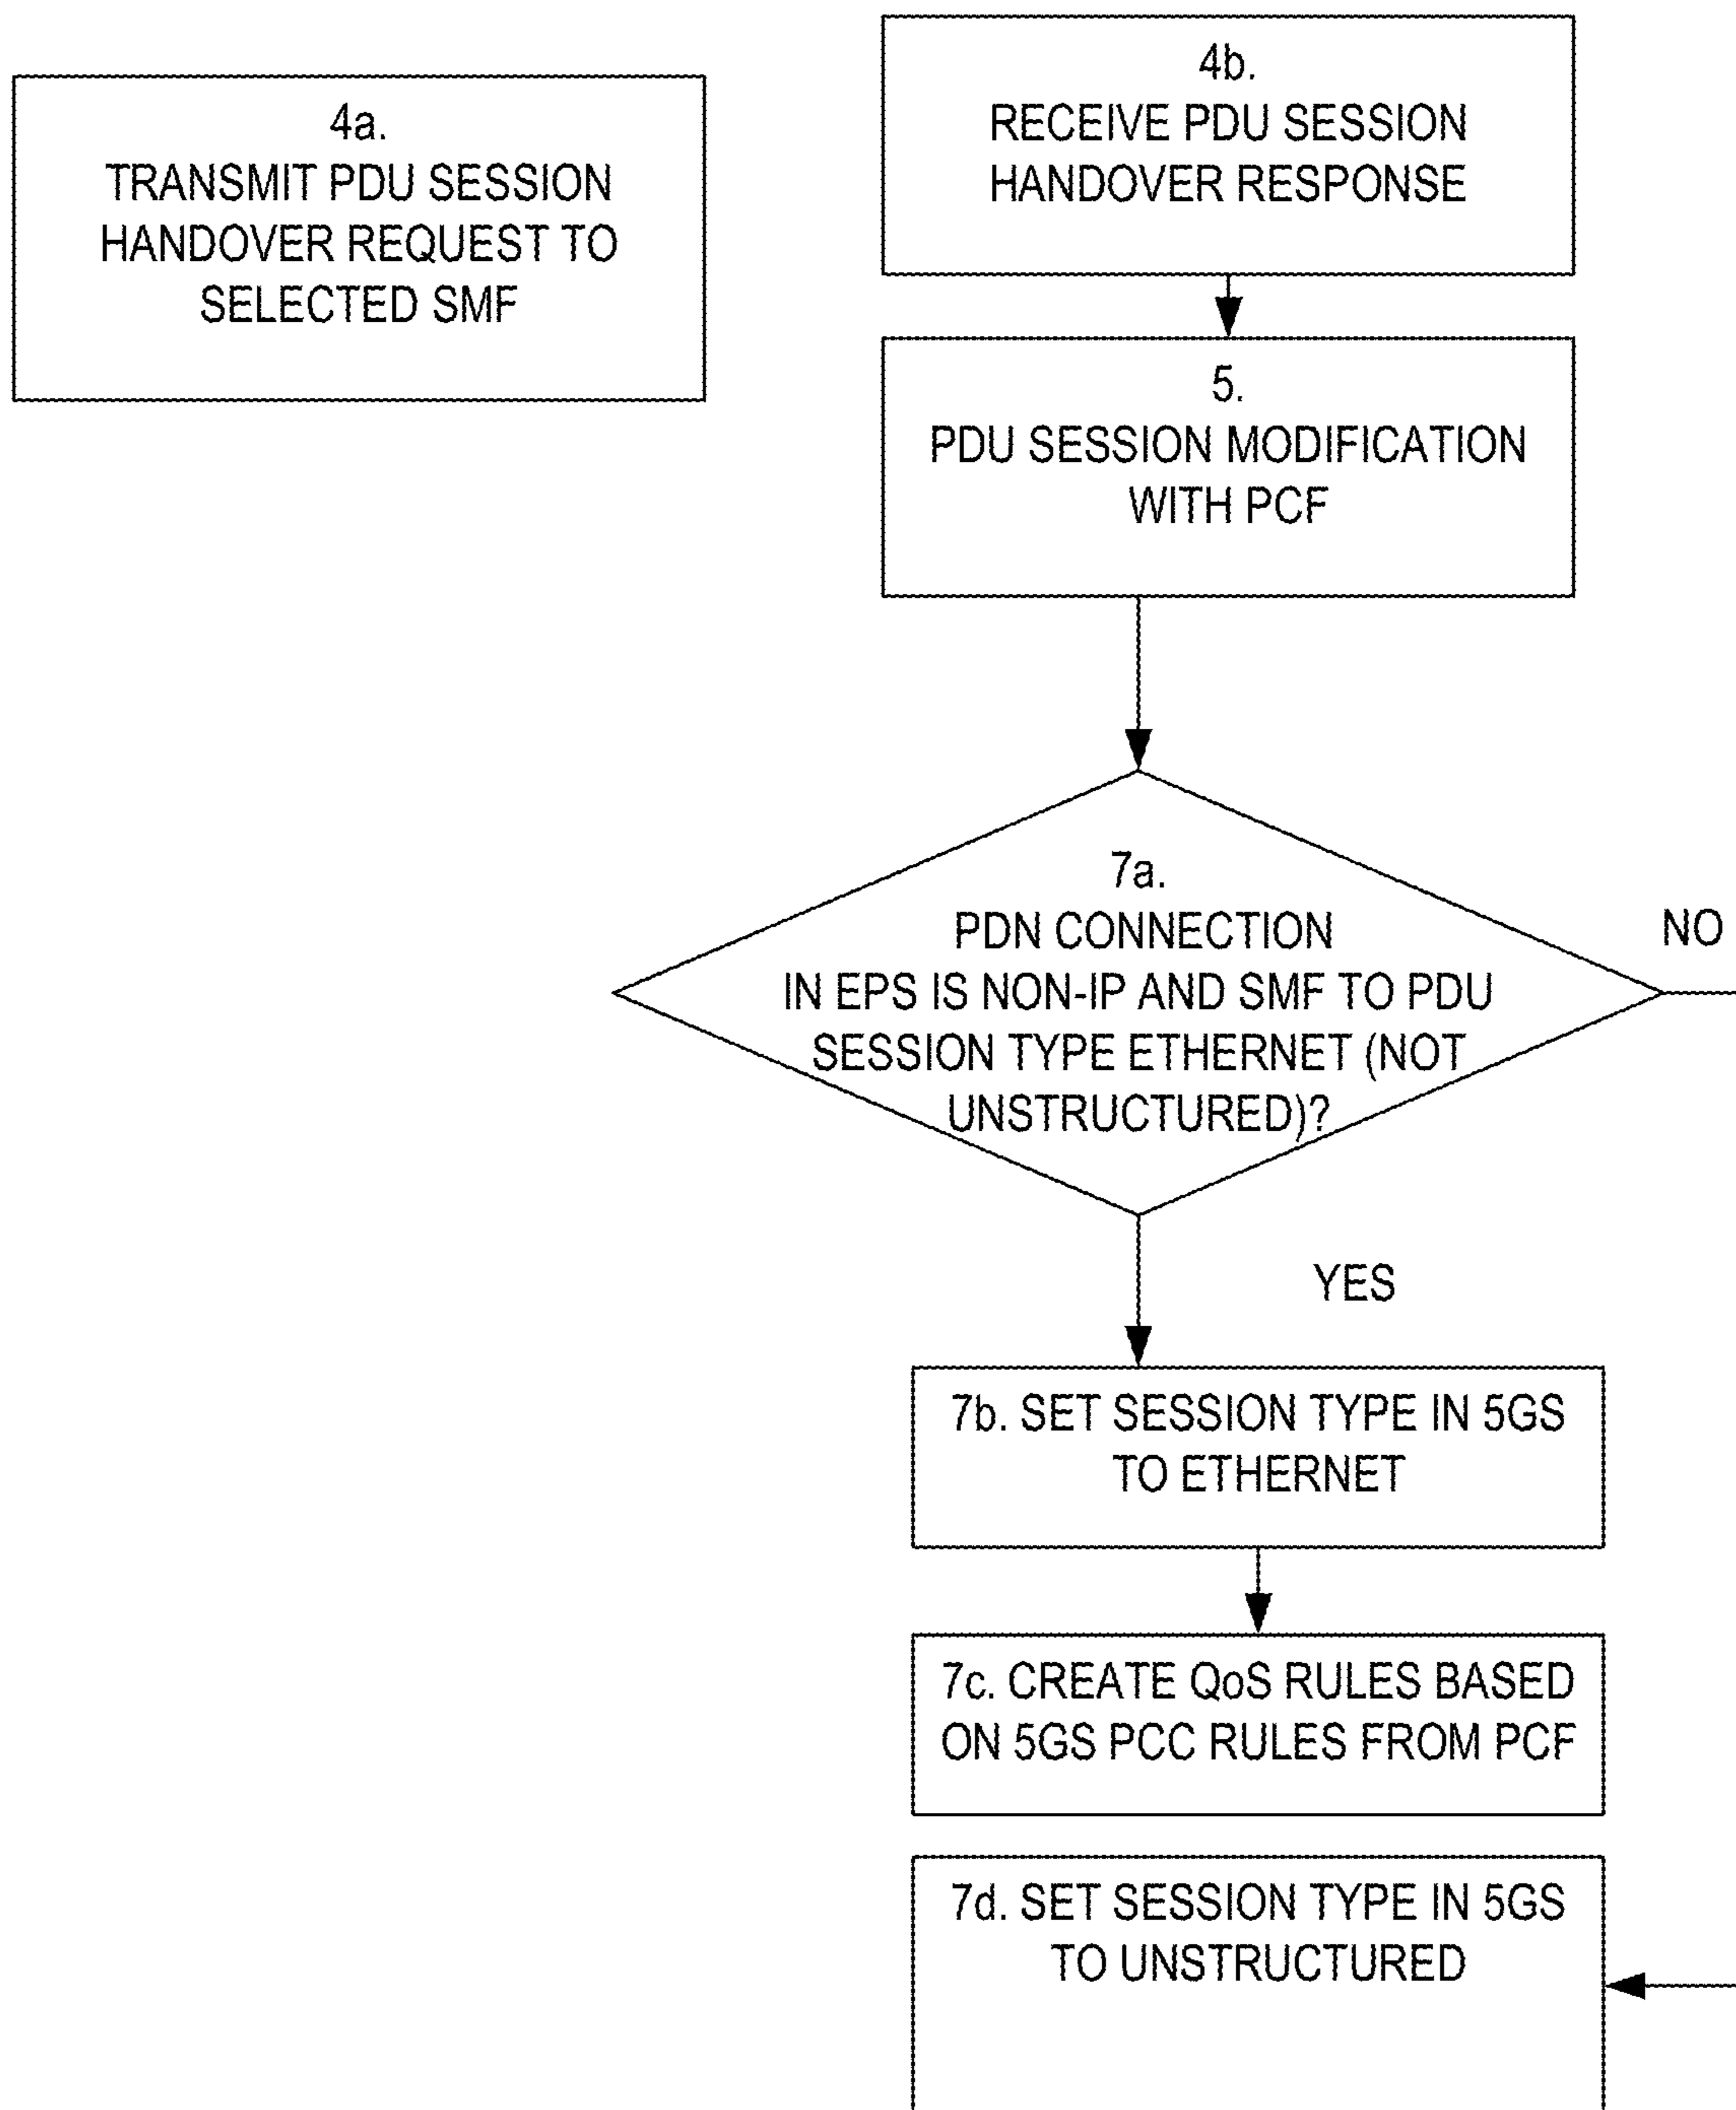 4a.
TRANSMIT PDU SESSION
HANDOVER REQUEST TO
SELECTED SMF
4b.
RECEIVE PDU SESSION
HANDOVER RESPONSE
5.
PDU SESSION MODIFICATION
WITH PCF
7a.
PDN CONNECTION
IN EPS IS NON-IP AND SMF TO PDU
SESSION TYPE ETHERNET (NOT
UNSTRUCTURED)?
NO
YES
7b. SET SESSION TYPE IN 5GS
TO ETHERNET
7c. CREATE QoS RULES BASED
ON 5GS PCC RULES FROM PCF
7d. SET SESSION TYPE IN 5GS
TO UNSTRUCTURED